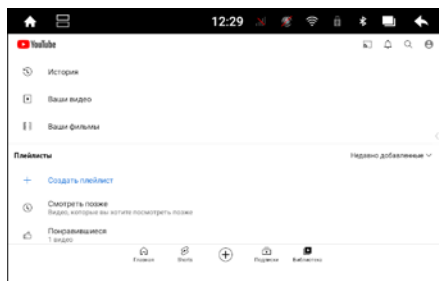 12:29
YouTube
История
Ваши видео
Ваши фильмы
Плейлисты
Недавно добавленные
Создать плейлист
Смотреть позже
Видео, которые вы хотите посмотреть позже
Понравившиеся
1 видео
Главная Shorts Подписки Библиотека